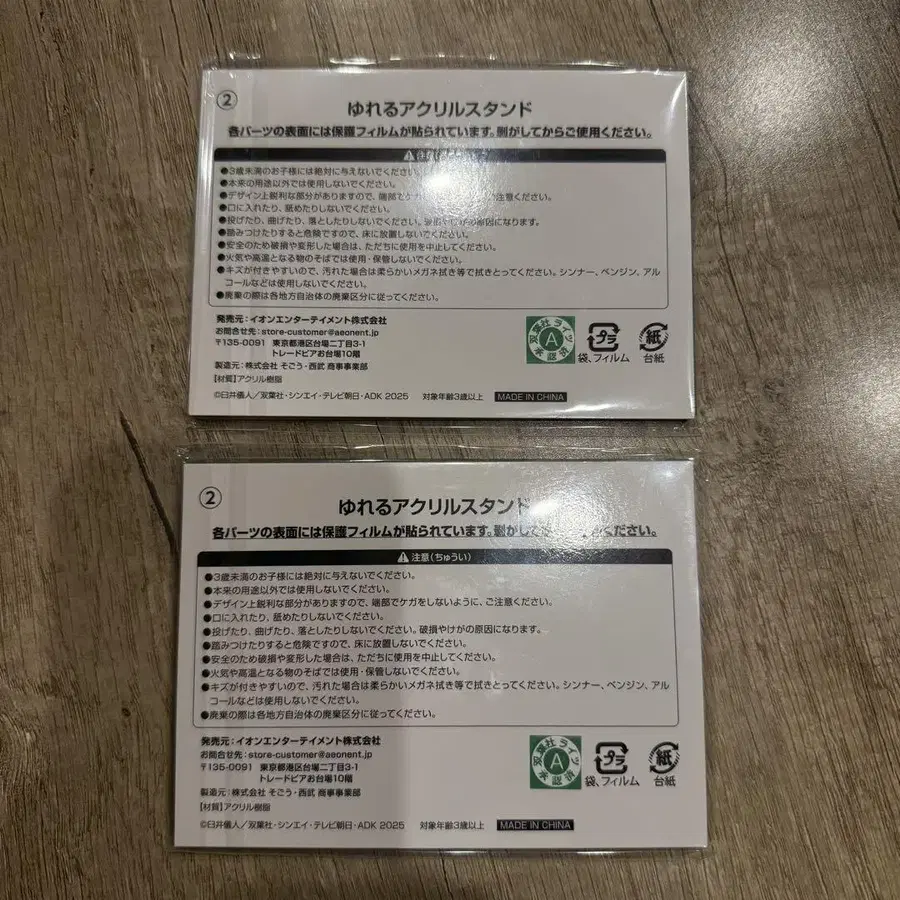 ②
ゆれるアクリルスタンド
各パーツの表面には保護フィルムが貼られています。剝がしてからご使用ください。
注意
●3歳未満のお子様には絶対に与えないでください。
●本来の用途以外では使用しないでください。
●デザイン上鋭利な部分がありますので、端部でケガ 注意ください。
●口に入れたり、舐めたりしないでください。
●投げたり、曲げたり、落としたりしないでください。破損やけがの原因になります。
●踏みつけたりすると危険ですので、床に放置しないでください。
●安全のため破損や変形した場合は、ただちに使用を中止してください。
●火気や高温となる物のそばでは使用・保管しないでください。
●キズが付きやすいので、汚れた場合は柔らかいメガネ拭き等で拭きとってください。シンナー、ベンジン、アル
コールなどは使用しないでください。
●廃棄の際は各地方自治体の廃棄区分に従ってください。
発売元：イオンエンターテイメント株式会社
お問合せ先：store-customer@aeonent.jp
〒135-0091 東京都港区台場二丁目3-1
トレードピアお台場10階
製造元：株式会社 そごう・西武 商事事業部
【材質】アクリル樹脂
©臼井儀人／双葉社・シンエイ・テレビ朝日・ADK 2025 対象年齢3歳以上 MADE IN CHINA
双葉社ライツ
A
承認
プラ
袋、フィルム
紙
台紙
②
ゆれるアクリルスタンド
各パーツの表面には保護フィルムが貼られています。剝がして ください。
注意（ちゅうい）
●3歳未満のお子様には絶対に与えないでください。
●本来の用途以外では使用しないでください。
●デザイン上鋭利な部分がありますので、端部でケガをしないように、ご注意ください。
●口に入れたり、舐めたりしないでください。
●投げたり、曲げたり、落としたりしないでください。破損やけがの原因になります。
●踏みつけたりすると危険ですので、床に放置しないでください。
●安全のため破損や変形した場合は、ただちに使用を中止してください。
●火気や高温となる物のそばでは使用・保管しないでください。
●キズが付きやすいので、汚れた場合は柔らかいメガネ拭き等で拭きとってください。シンナー、ベンジン、アル
コールなどは使用しないでください。
●廃棄の際は各地方自治体の廃棄区分に従ってください。
発売元：イオンエンターテイメント株式会社
お問合せ先：store-customer@aeonent.jp
〒135-0091 東京都港区台場二丁目3-1
トレードピアお台場10階
製造元：株式会社 そごう・西武 商事事業部
【材質】アクリル樹脂
©臼井儀人／双葉社・シンエイ・テレビ朝日・ADK 2025 対象年齢3歳以上 MADE IN CHINA
双葉社ライツ
A
承認
プラ
袋、フィルム
紙
台紙